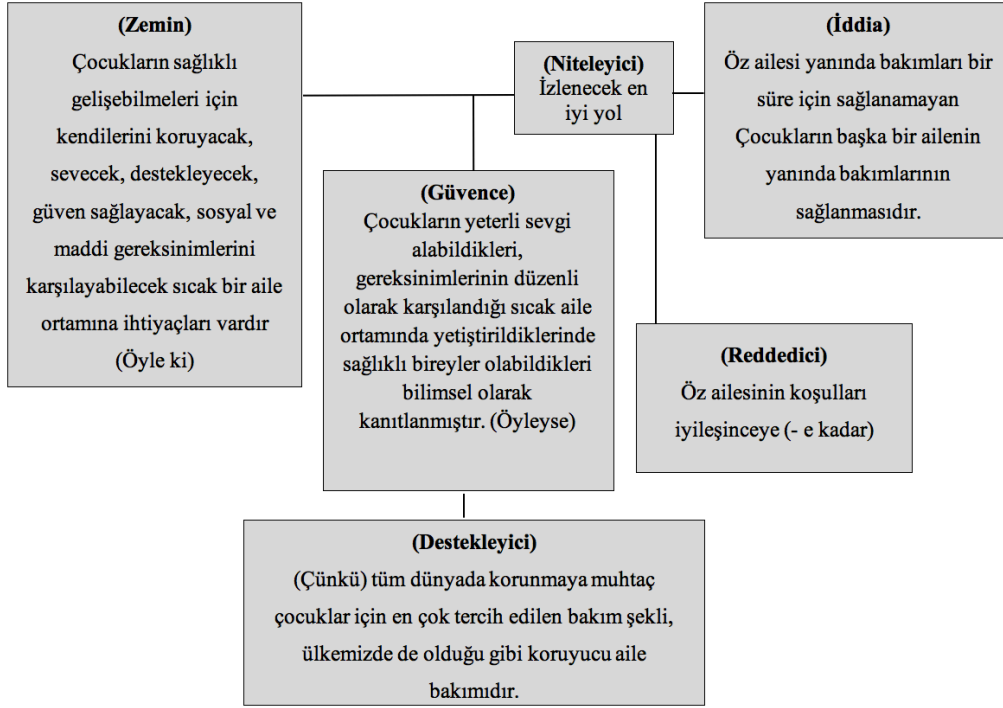 (Zemin)
Çocukların sağlıklı
gelişebilmeleri için
kendilerini koruyacak,
sevecek, destekleyecek,
güven sağlayacak, sosyal ve
maddi gereksinimlerini
karşılayabilecek sıcak bir aile
ortamına ihtiyaçları vardır
(Öyle ki)
(Niteleyici)
İzlenecek en
iyi yol
(İddia)
Öz ailesi yanında bakımları bir
süre için sağlanamayan
Çocukların başka bir ailenin
yanında bakımlarının
sağlanmasıdır.
(Güvence)
Çocukların yeterli sevgi
alabildikleri,
gereksinimlerinin düzenli
olarak karşılandığı sıcak aile
ortamında yetiştirildiklerinde
sağlıklı bireyler olabildikleri
bilimsel olarak
kanıtlanmıştır. (Öyleyse)
(Reddedici)
Öz ailesinin koşulları
iyileşinceye (- e kadar)
(Destekleyici)
(Çünkü) tüm dünyada korunmaya muhtaç
çocuklar için en çok tercih edilen bakım şekli,
ülkemizde de olduğu gibi koruyucu aile
bakımıdır.